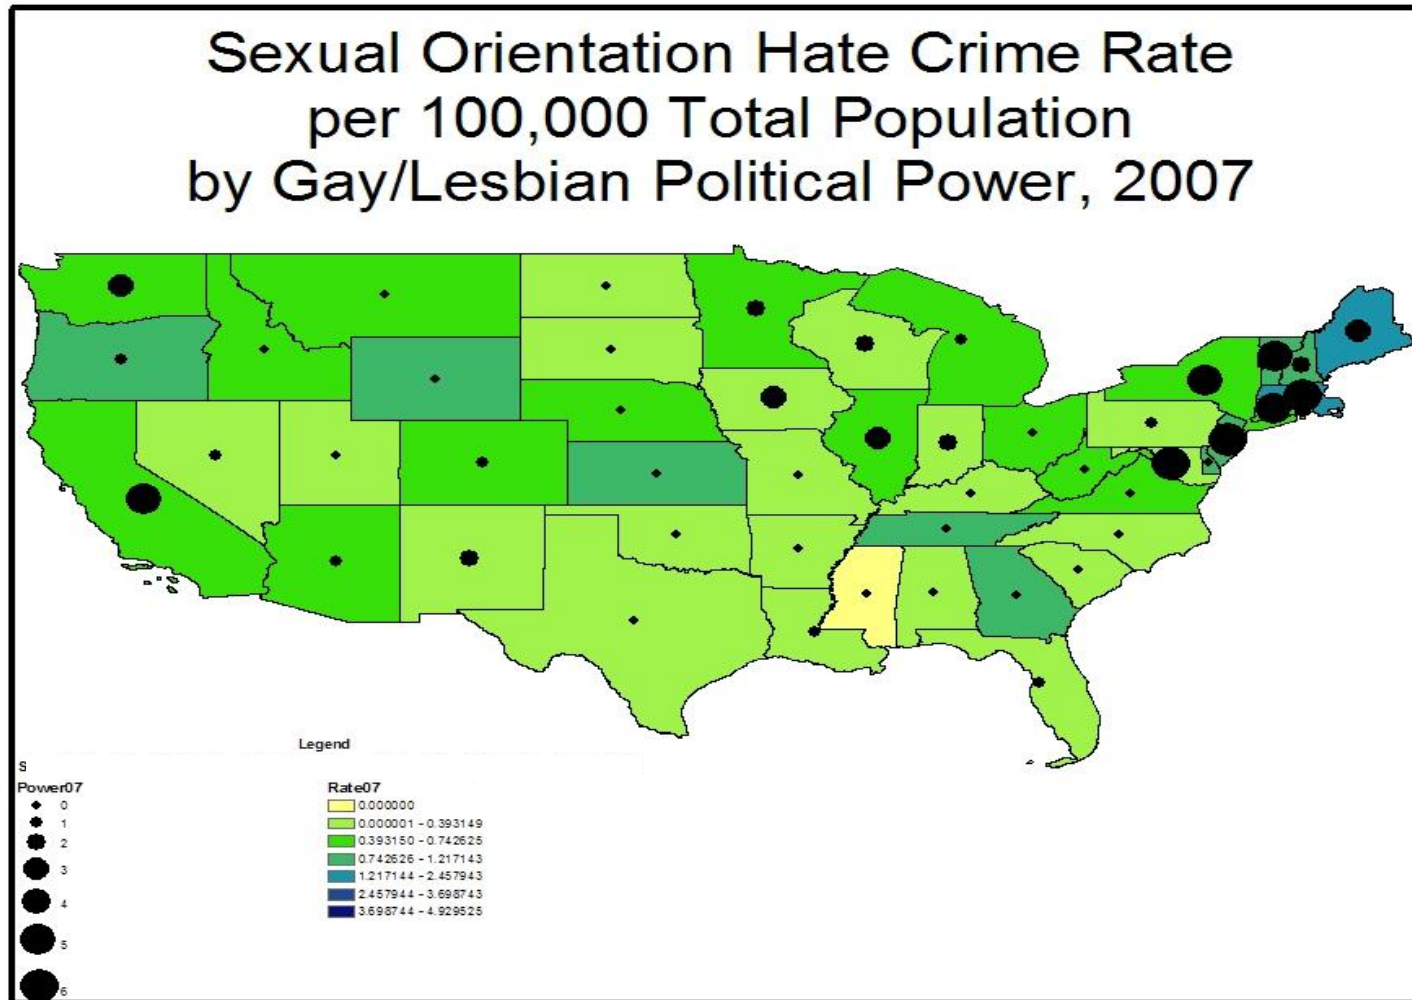 Sexual Orientation Hate Crime Rate
per 100,000 Total Population
by Gay/Lesbian Political Power, 2007
Legend
s
Power07
0
1
2
3
4
5
6
Rate07
0.000000
0.000001 - 0.393149
0.393150 - 0.742625
0.742626 - 1.217143
1.217144 - 2.457943
2.457944 - 3.698743
3.698744 - 4.929525